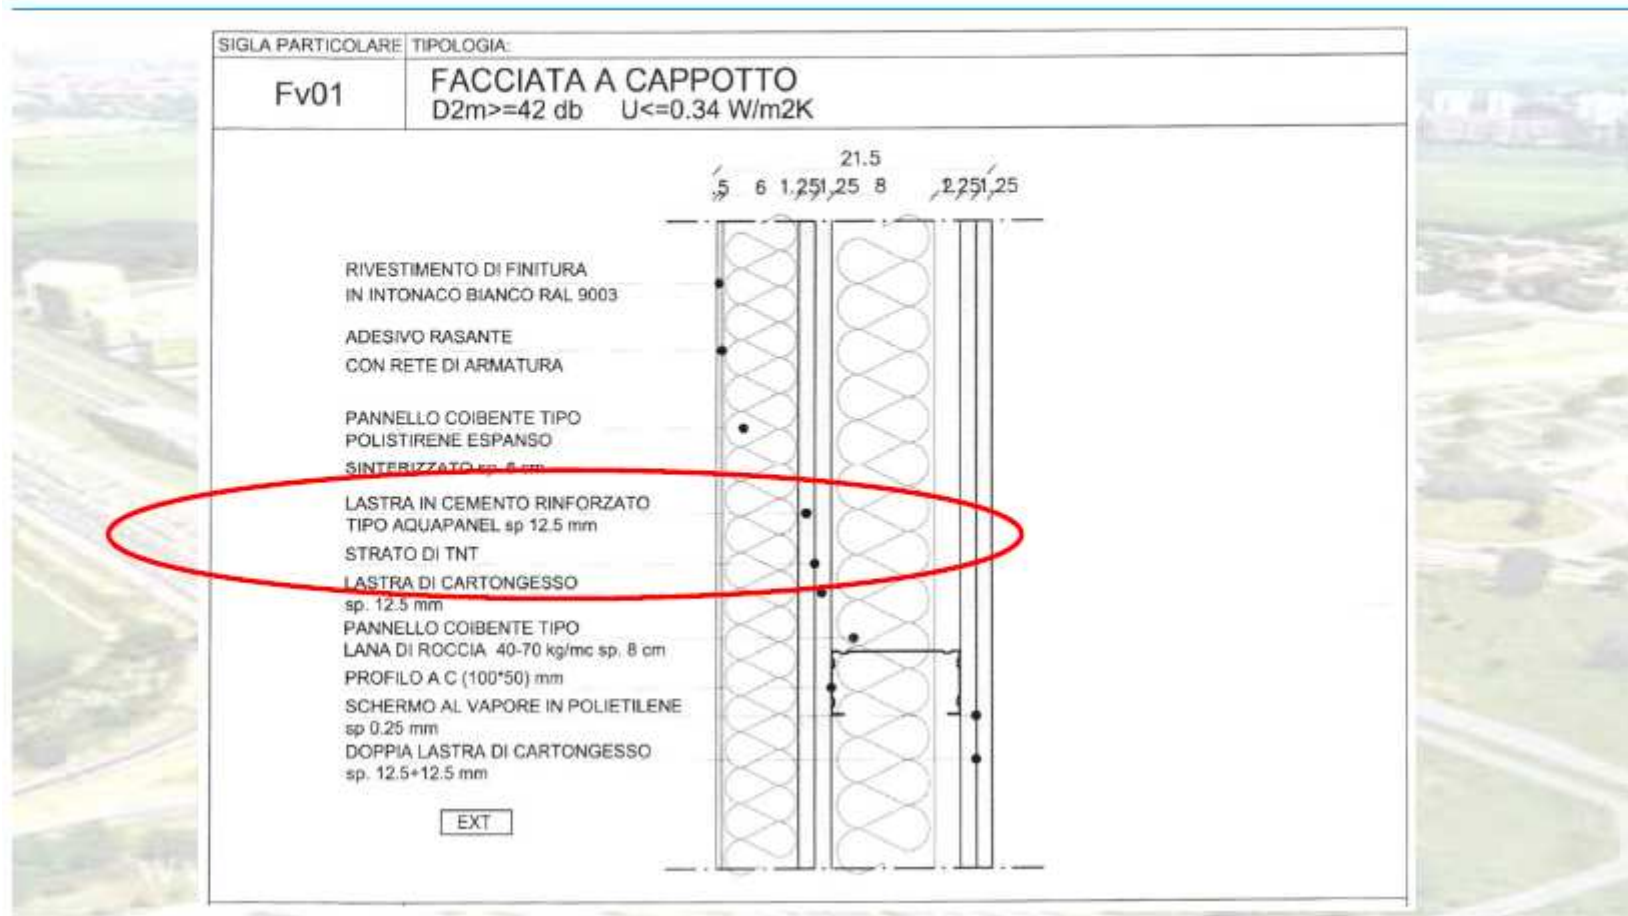 SIGLA PARTICOLARE TIPOLOGIA:
Fv01
FACCIATA A CAPPOTTO
D2m>=42 db U<=0.34 W/m2K
21.5
.5 6 1.25 1.25 8 2 1.25 1.25
RIVESTIMENTO DI FINITURA
IN INTONACO BIANCO RAL 9003
ADESIVO RASANTE
CON RETE DI ARMATURA
PANNELLO COIBENTE TIPO
POLISTIRENE ESPANSO
SINTERIZZATO sp. 6 cm
LASTRA IN CEMENTO RINFORZATO
TIPO AQUAPANEL sp 12.5 mm
STRATO DI TNT
LASTRA DI CARTONGESSO
sp. 12.5 mm
PANNELLO COIBENTE TIPO
LANA DI ROCCIA 40-70 kg/mc sp. 8 cm
PROFILO A C (100*50) mm
SCHERMO AL VAPORE IN POLIETILENE
sp 0.25 mm
DOPPIA LASTRA DI CARTONGESSO
sp. 12.5+12.5 mm
EXT